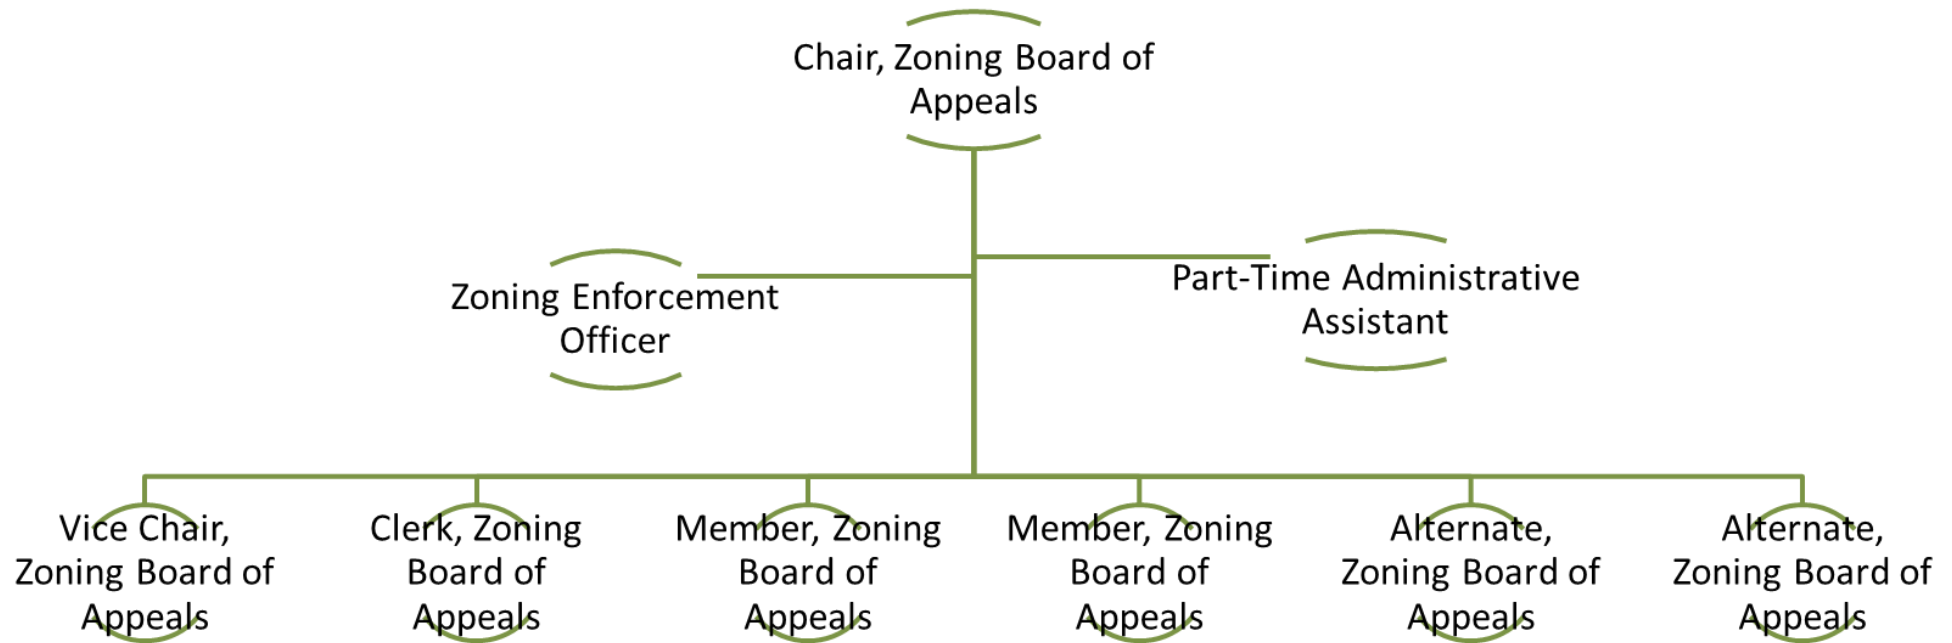 Chair, Zoning Board of
Appeals
Zoning Enforcement
Officer
Part-Time Administrative
Assistant
Vice Chair,
Zoning Board of
Appeals
Clerk, Zoning
Board of
Appeals
Member, Zoning
Board of
Appeals
Member, Zoning
Board of
Appeals
Alternate,
Zoning Board of
Appeals
Alternate,
Zoning Board of
Appeals